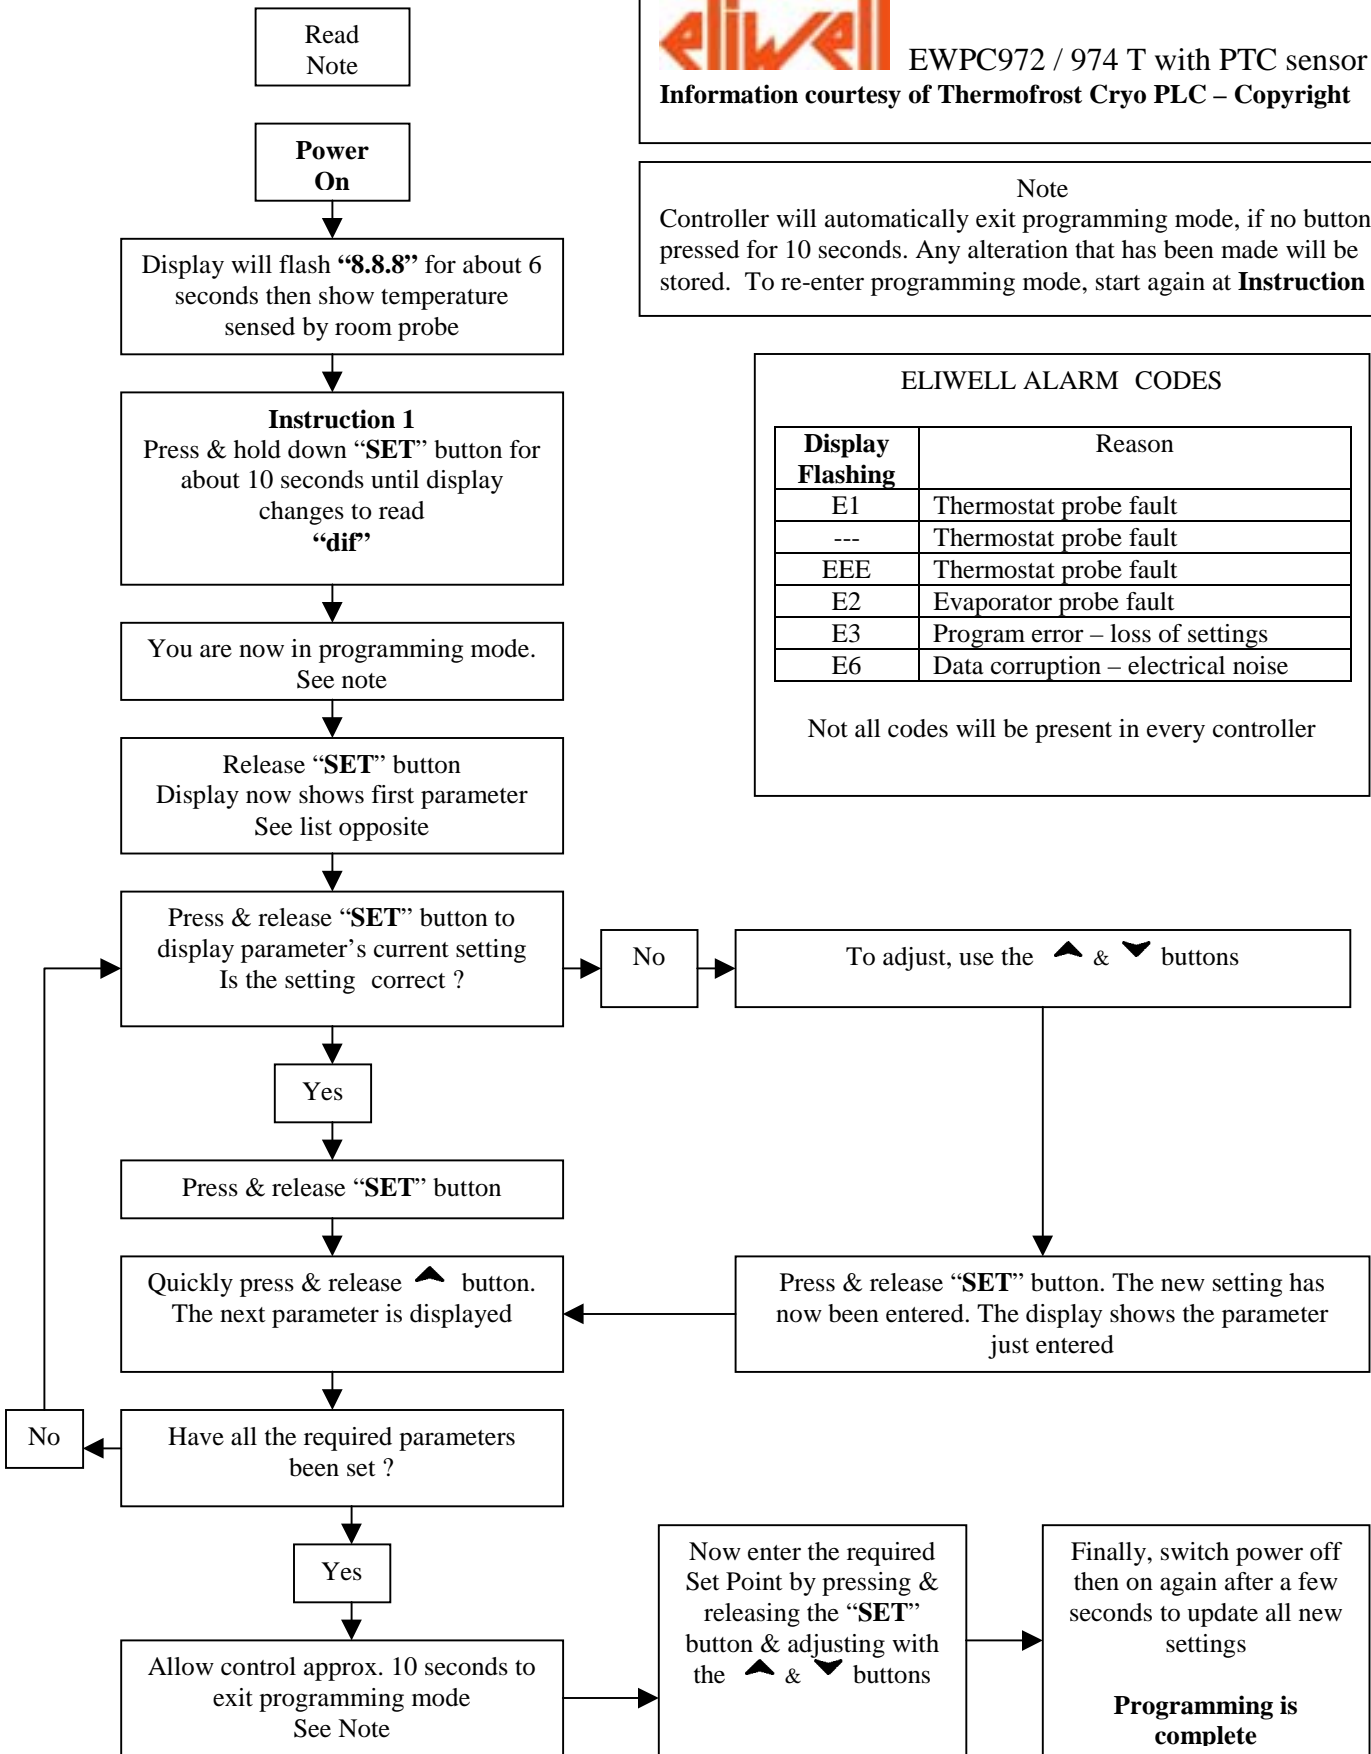 Read
Note
eliwell EWPC972 / 974 T with PTC sensor
Information courtesy of Thermofrost Cryo PLC – Copyright
Power
On
Note
Controller will automatically exit programming mode, if no button
pressed for 10 seconds. Any alteration that has been made will be
stored. To re-enter programming mode, start again at Instruction
Display will flash “8.8.8” for about 6
seconds then show temperature
sensed by room probe
Instruction 1
Press & hold down “SET” button for
about 10 seconds until display
changes to read
“dif”
ELIWELL ALARM CODES
Display Flashing Reason
E1 Thermostat probe fault
--- Thermostat probe fault
EEE Thermostat probe fault
E2 Evaporator probe fault
E3 Program error – loss of settings
E6 Data corruption – electrical noise
Not all codes will be present in every controller
You are now in programming mode.
See note
Release “SET” button
Display now shows first parameter
See list opposite
Press & release “SET” button to
display parameter’s current setting
Is the setting correct ?
No
To adjust, use the & buttons
Yes
Press & release “SET” button
Quickly press & release button.
The next parameter is displayed
Press & release “SET” button. The new setting has
now been entered. The display shows the parameter
just entered
No
Have all the required parameters
been set ?
Yes
Allow control approx. 10 seconds to
exit programming mode
See Note
Now enter the required
Set Point by pressing &
releasing the “SET”
button & adjusting with
the & buttons
Finally, switch power off
then on again after a few
seconds to update all new
settings
Programming is
complete